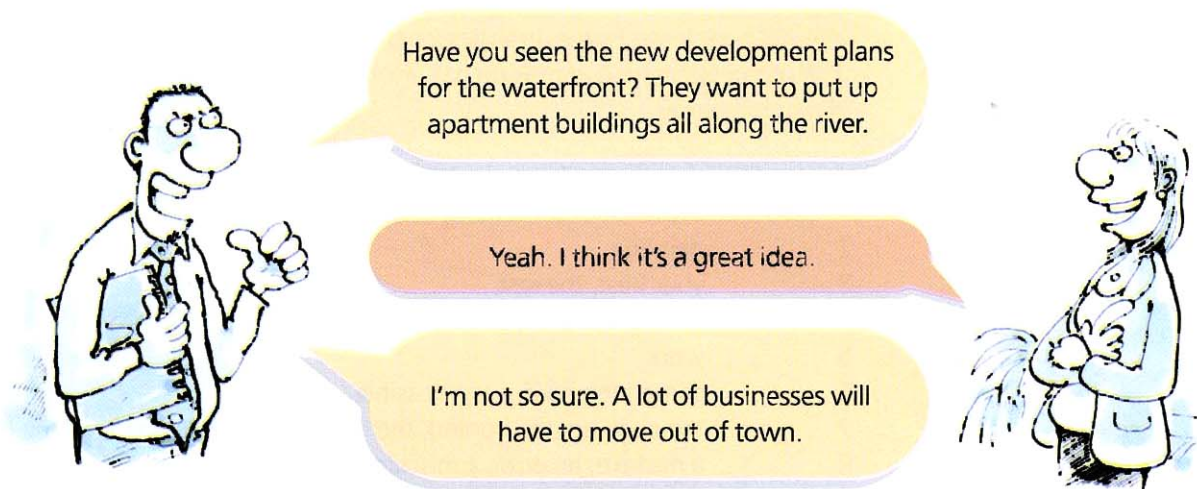 Have you seen the new development plans
for the waterfront? They want to put up
apartment buildings all along the river.
Yeah. I think it's a great idea.
I'm not so sure. A lot of businesses will
have to move out of town.